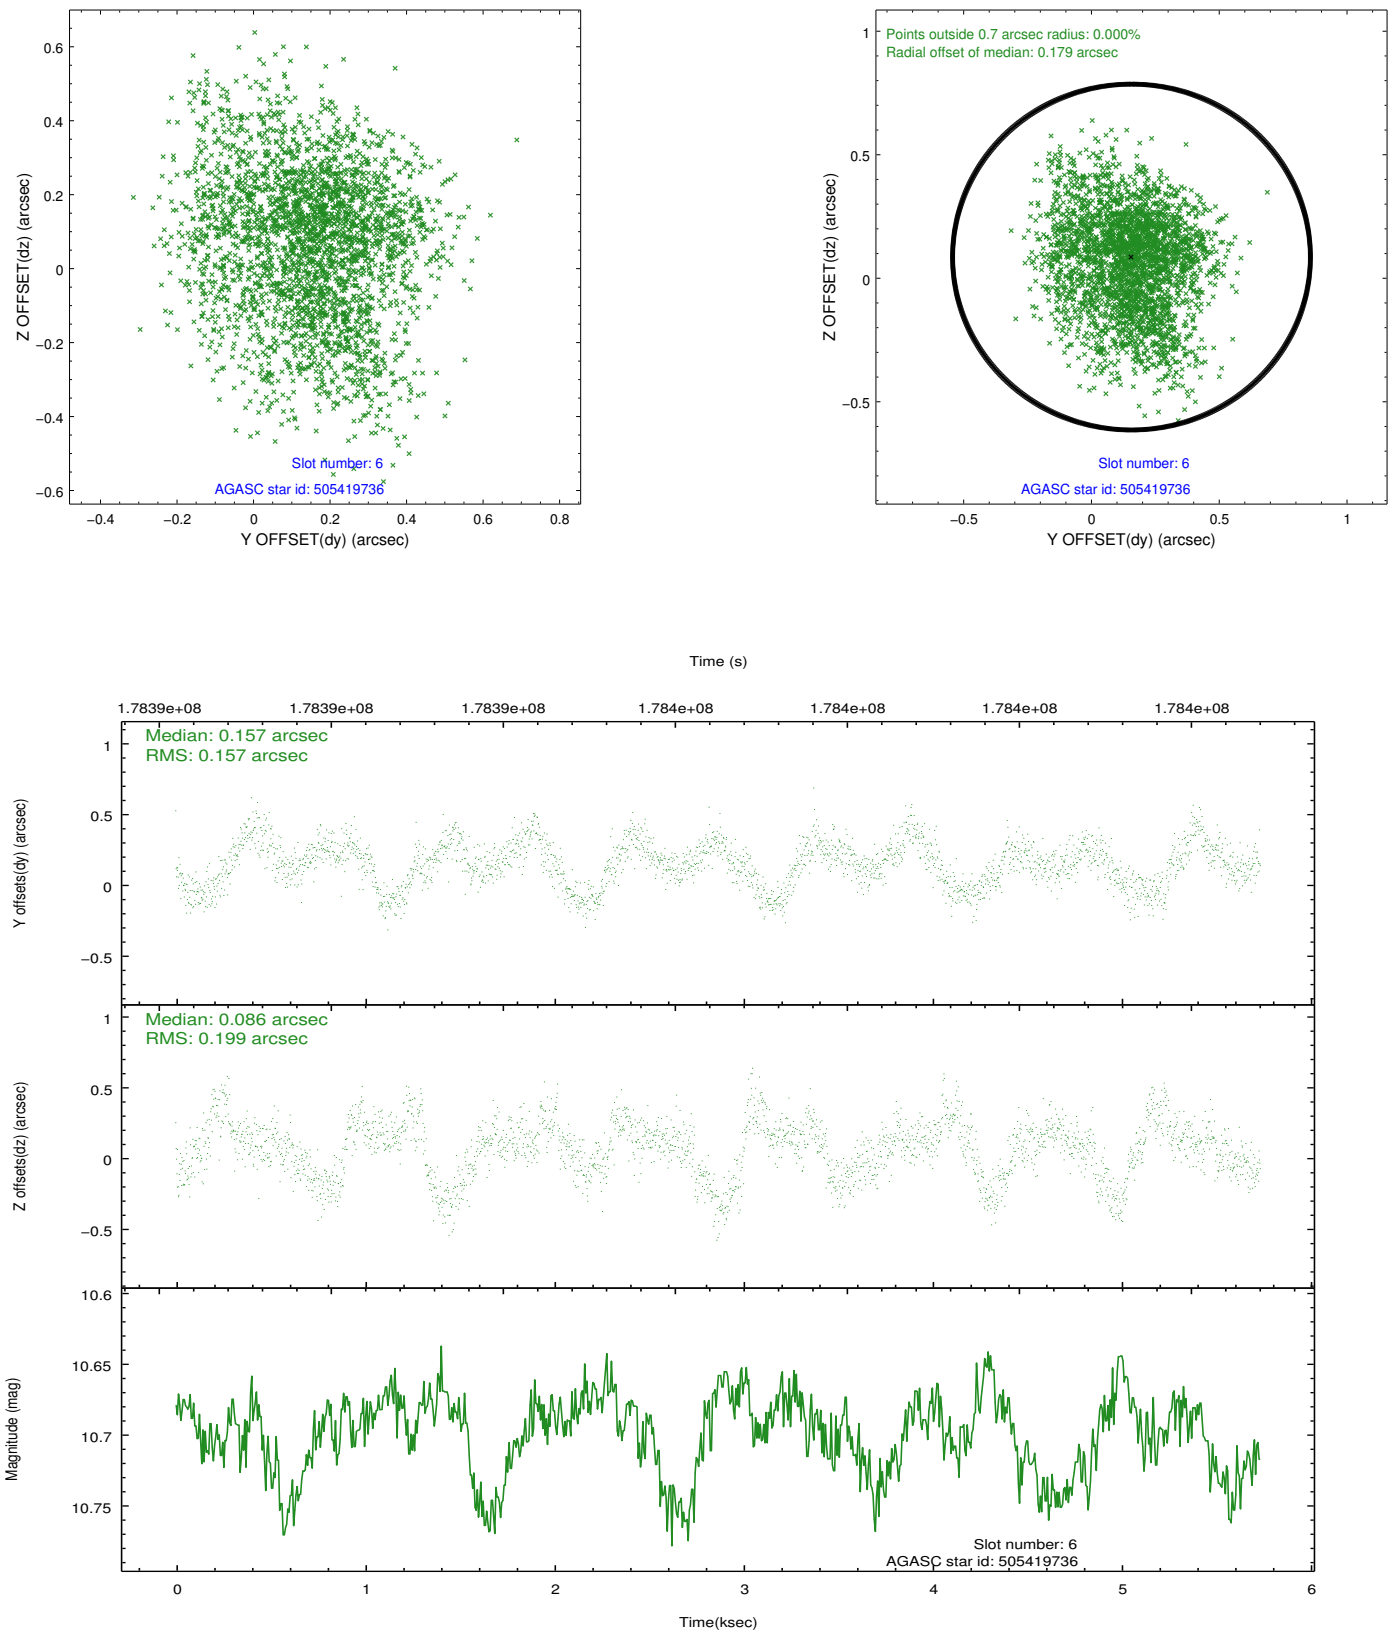 0.6
0.4
0.2
0
−0.2
−0.4
−0.6
Z OFFSET(dz) (arcsec)
Slot number: 6
AGASC star id: 505419736
−0.4 −0.2 0 0.2 0.4 0.6 0.8
Y OFFSET(dy) (arcsec)
Points outside 0.7 arcsec radius: 0.000%
Radial offset of median: 0.179 arcsec
1
0.5
0
−0.5
Z OFFSET(dz) (arcsec)
Slot number: 6
AGASC star id: 505419736
−0.5 0 0.5 1
Y OFFSET(dy) (arcsec)
Time (s)
1.7839e+08 1.7839e+08 1.7839e+08 1.784e+08 1.784e+08 1.784e+08 1.784e+08
Median: 0.157 arcsec
RMS: 0.157 arcsec
1
0.5
0
−0.5
Y offsets(dy) (arcsec)
Median: 0.086 arcsec
RMS: 0.199 arcsec
1
0.5
0
−0.5
Z offsets(dz) (arcsec)
10.6
10.65
10.7
10.75
Magnitude (mag)
Slot number: 6
AGASC star id: 505419736
0 1 2 3 4 5 6
Time(ksec)